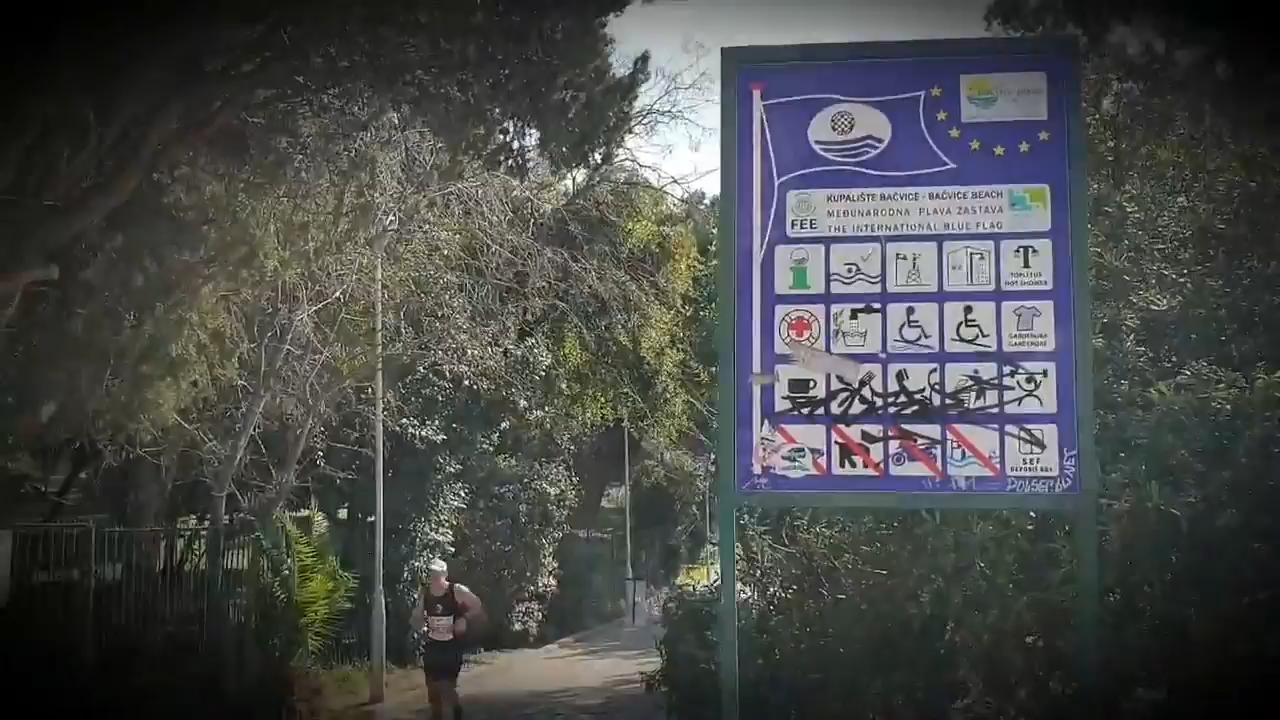 FEE
KUPALIŠTE BAČVICE - BAČVICE BEACH
MEĐUNARODNA PLAVA ZASTAVA
THE INTERNATIONAL BLUE FLAG
WC
TOPLI TUŠ
HOT SHOWER
GARDEROBA
GARDEROBE
SEF
DEPOSIT BOX